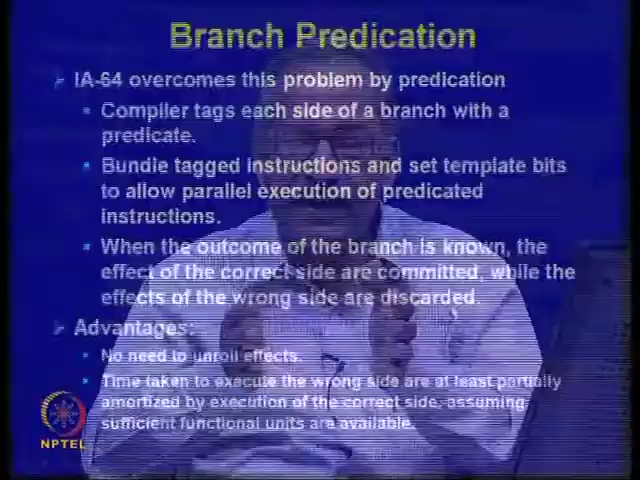 Branch Predication
IA-64 overcomes this problem by predication
Compiler tags each side of a branch with a
predicate.
Bundle tagged instructions and set template bits
to allow parallel execution of predicated
instructions.
When the outcome of the branch is known, the
effect of the correct side are committed, while the
effects of the wrong side are discarded.
Advantages:
No need to unroll effects.
Time taken to execute the wrong side are at least partially
amortized by execution of the correct side, assuming
sufficient functional units are available.
NPTEL